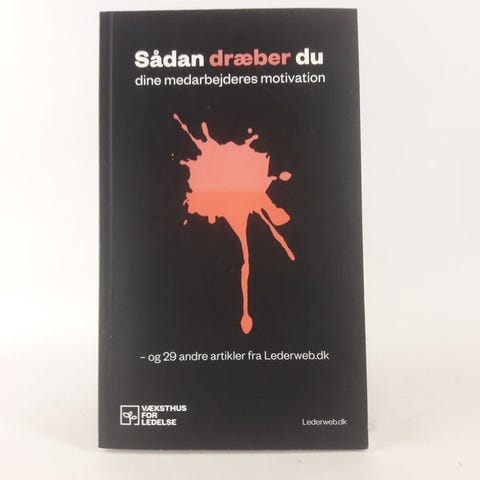 Sådan dræber du
dine medarbejderes motivation
– og 29 andre artikler fra Lederweb.dk
VÆKSTHUS
FOR
LEDELSE
Lederweb.dk